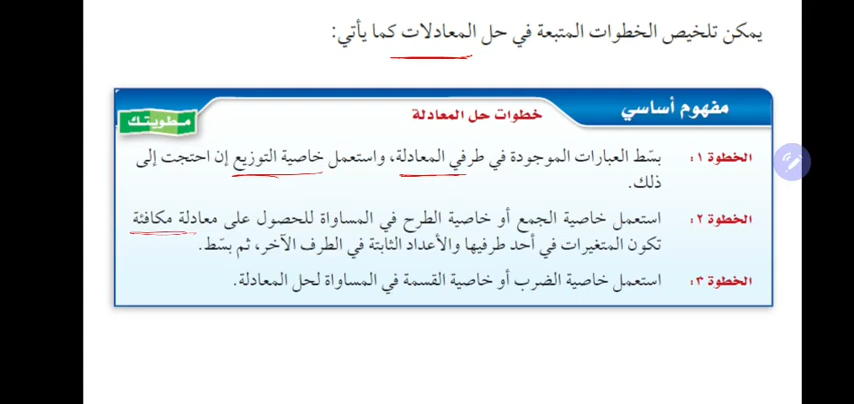 يمكن تلخيص الخطوات المتبعة في حل المعادلات كما يأتي:
مفهوم أساسي
خطوات حل المعادلة
مطويتك
الخطوة ١: بسّط العبارات الموجودة في طرفي المعادلة، واستعمل خاصية التوزيع إن احتجت إلى
ذلك.
الخطوة ٢: استعمل خاصية الجمع أو خاصية الطرح في المساواة للحصول على معادلة مكافئة
تكون المتغيرات في أحد طرفيها والأعداد الثابتة في الطرف الآخر، ثم بسّط.
الخطوة ٣: استعمل خاصية الضرب أو خاصية القسمة في المساواة لحل المعادلة.